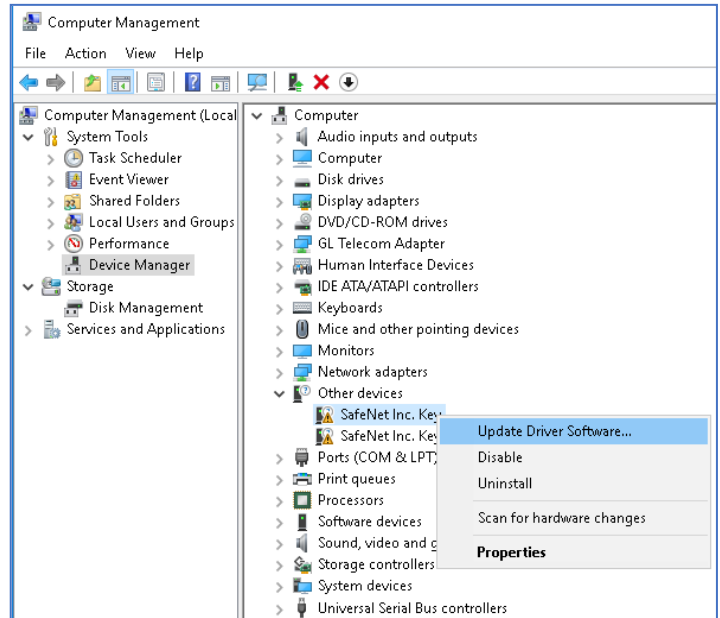 Computer Management
File Action View Help
Computer Management (Local
System Tools
Task Scheduler
Event Viewer
Shared Folders
Local Users and Groups
Performance
Device Manager
Storage
Disk Management
Services and Applications
Computer
Audio inputs and outputs
Computer
Disk drives
Display adapters
DVD/CD-ROM drives
GL Telecom Adapter
Human Interface Devices
IDE ATA/ATAPI controllers
Keyboards
Mice and other pointing devices
Monitors
Network adapters
Other devices
SafeNet Inc. Key
SafeNet Inc. Key
Ports (COM & LPT)
Print queues
Processors
Software devices
Sound, video and g
Storage controllers
System devices
Universal Serial Bus controllers
Update Driver Software...
Disable
Uninstall
Scan for hardware changes
Properties